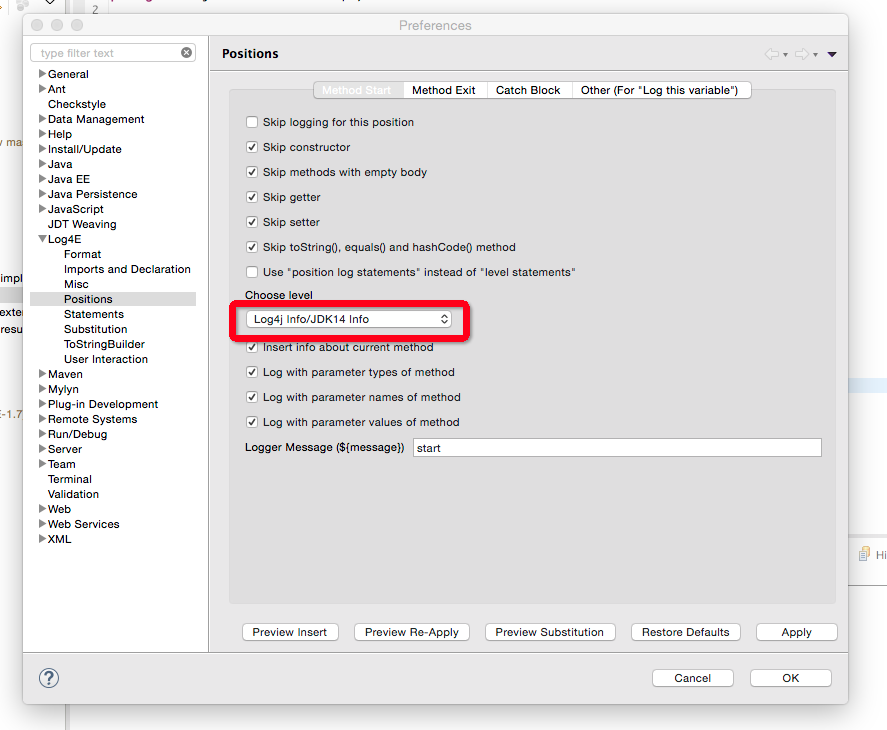 2
Preferences
type filter text
Positions
General
Ant
Checkstyle
Data Management
Help
Install/Update
Java
Java EE
Java Persistence
JavaScript
JDT Weaving
Log4E
Format
Imports and Declaration
Misc
Positions
Statements
Substitution
ToStringBuilder
User Interaction
Maven
Mylyn
Plug-in Development
Remote Systems
Run/Debug
Server
Team
Terminal
Validation
Web
Web Services
XML
Method Start Method Exit Catch Block Other (For "Log this variable")
Skip logging for this position
Skip constructor
Skip methods with empty body
Skip getter
Skip setter
Skip toString(), equals() and hashCode() method
Use "position log statements" instead of "level statements"
Choose level
Log4j Info/JDK14 Info
Insert info about current method
Log with parameter types of method
Log with parameter names of method
Log with parameter values of method
Logger Message (${message}) start
Preview Insert Preview Re-Apply Preview Substitution Restore Defaults Apply
? Cancel OK